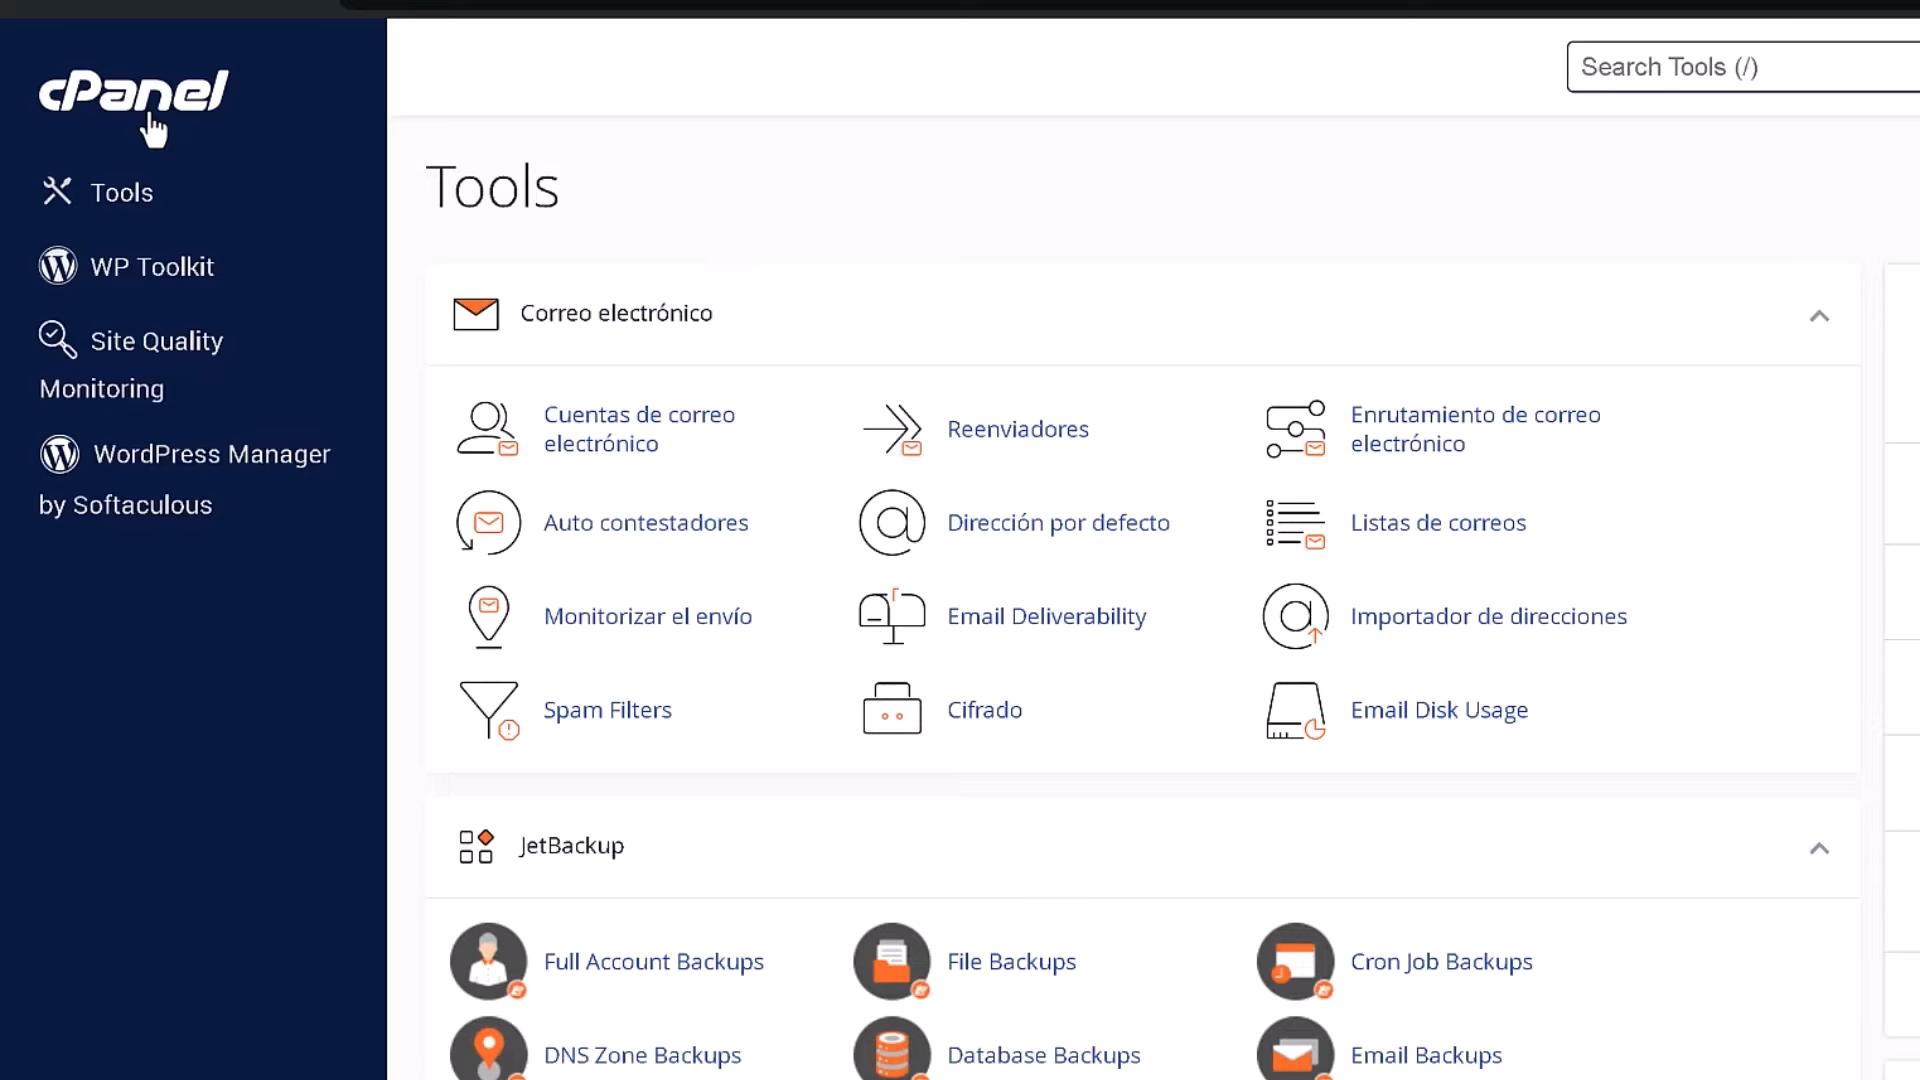 cPanel
Search Tools (/)
Tools
WP Toolkit
Site Quality
Monitoring
WordPress Manager
by Softaculous
Tools
Correo electrónico
Cuentas de correo
electrónico
Reenviadores
Enrutamiento de correo
electrónico
Auto contestadores
Dirección por defecto
Listas de correos
Monitorizar el envío
Email Deliverability
Importador de direcciones
Spam Filters
Cifrado
Email Disk Usage
JetBackup
Full Account Backups
File Backups
Cron Job Backups
DNS Zone Backups
Database Backups
Email Backups